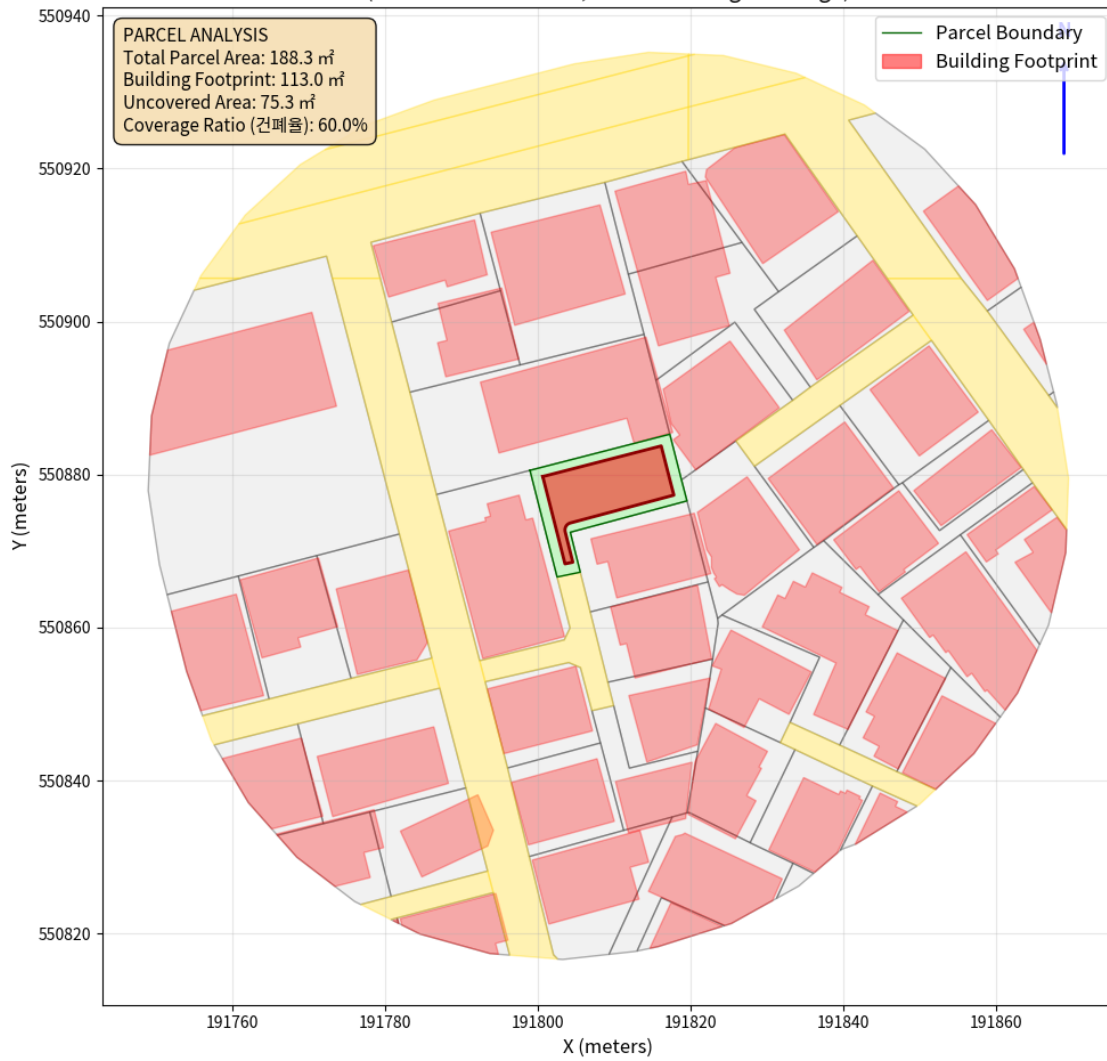 PARCEL ANALYSIS
Total Parcel Area: 188.3 ㎡
Building Footprint: 113.0 ㎡
Uncovered Area: 75.3 ㎡
Coverage Ratio (건폐율): 60.0%
Parcel Boundary
Building Footprint
N
550940
550920
550900
550880
550860
550840
550820
Y (meters)
191760
191780
191800
191820
191840
191860
X (meters)